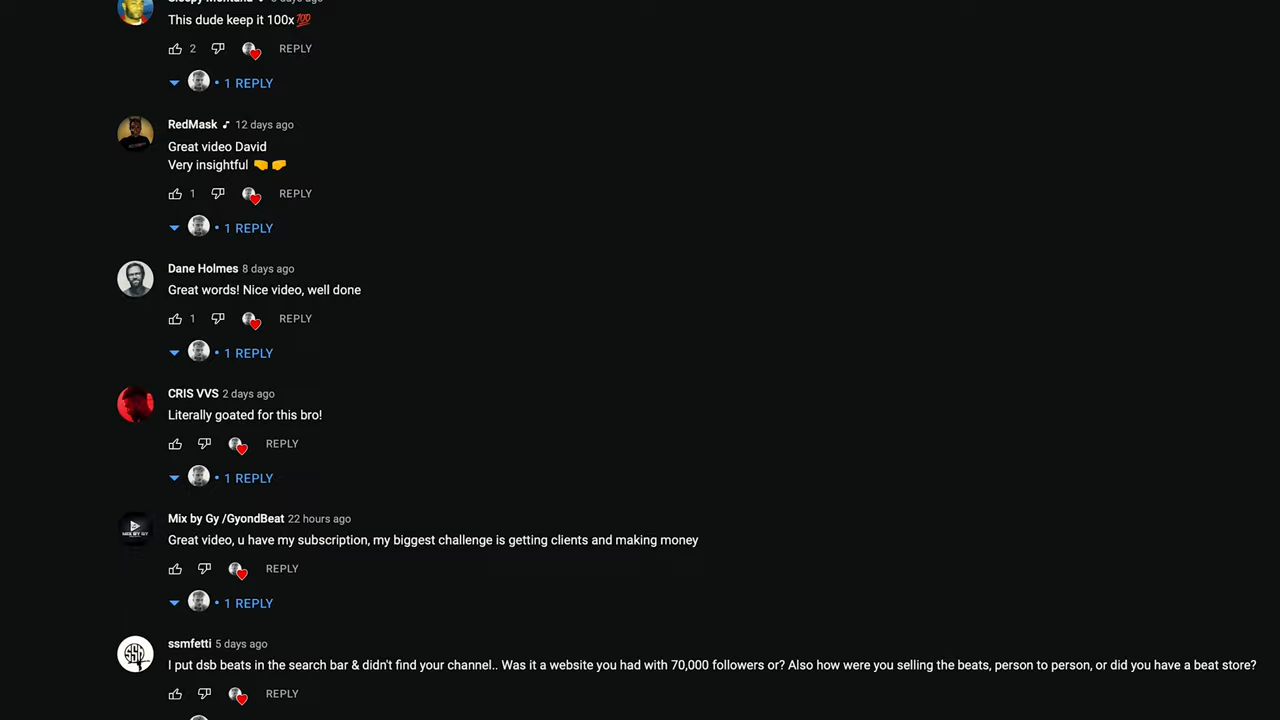 This dude keep it 100x💯
2 REPLY
• 1 REPLY
RedMask 12 days ago
Great video David
Very insightful 🤜 🤛
1 REPLY
• 1 REPLY
Dane Holmes 8 days ago
Great words! Nice video, well done
1 REPLY
• 1 REPLY
CRIS VVS 2 days ago
Literally goated for this bro!
REPLY
• 1 REPLY
Mix by Gy /GyondBeat 22 hours ago
Great video, u have my subscription, my biggest challenge is getting clients and making money
REPLY
• 1 REPLY
ssmfetti 5 days ago
I put dsb beats in the search bar & didn't find your channel.. Was it a website you had with 70,000 followers or? Also how were you selling the beats, person to person, or did you have a beat store?
REPLY